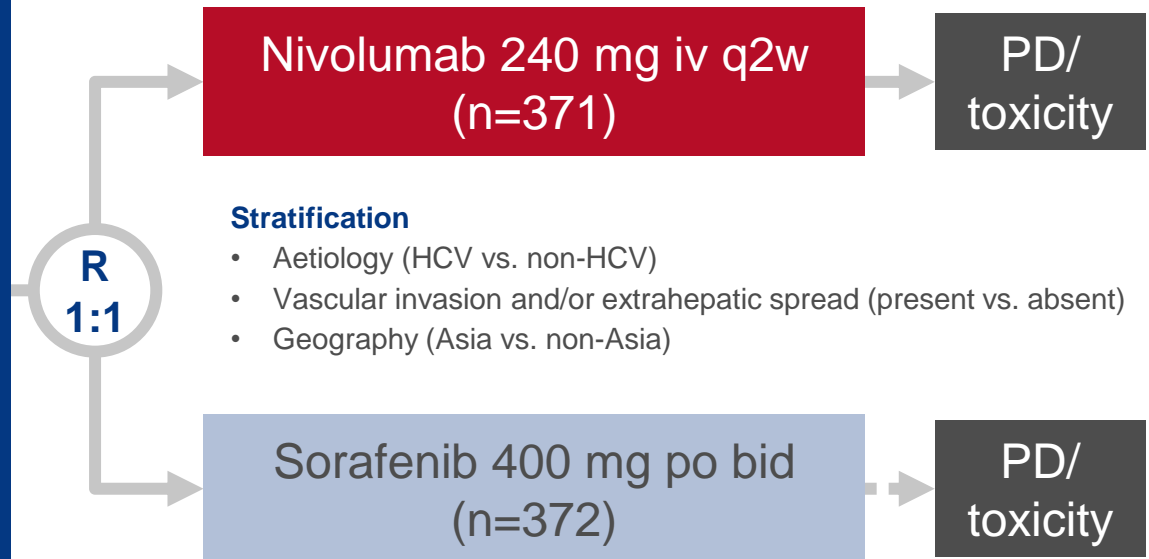 Nivolumab 240 mg iv q2w
(n=371)
PD/
toxicity
Stratification
• Aetiology (HCV vs. non-HCV)
• Vascular invasion and/or extrahepatic spread (present vs. absent)
• Geography (Asia vs. non-Asia)
R
1:1
Sorafenib 400 mg po bid
(n=372)
PD/
toxicity